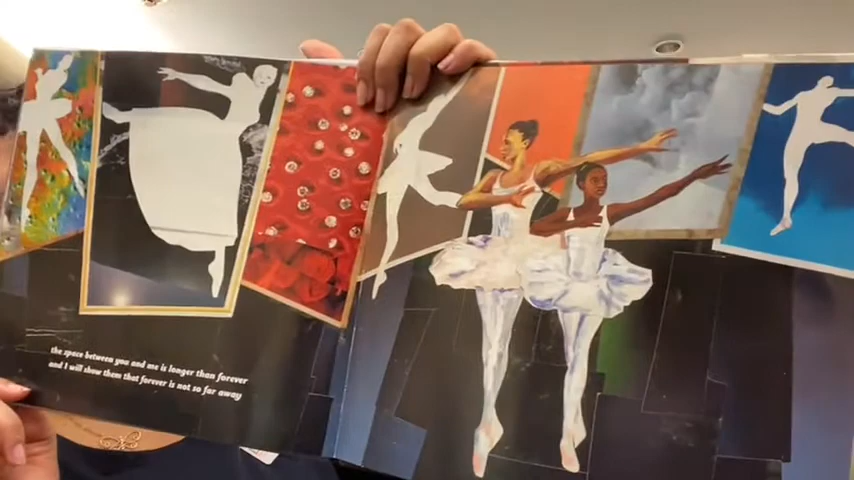 the space between you and me is longer than forever
and I will show them that forever is not so far away